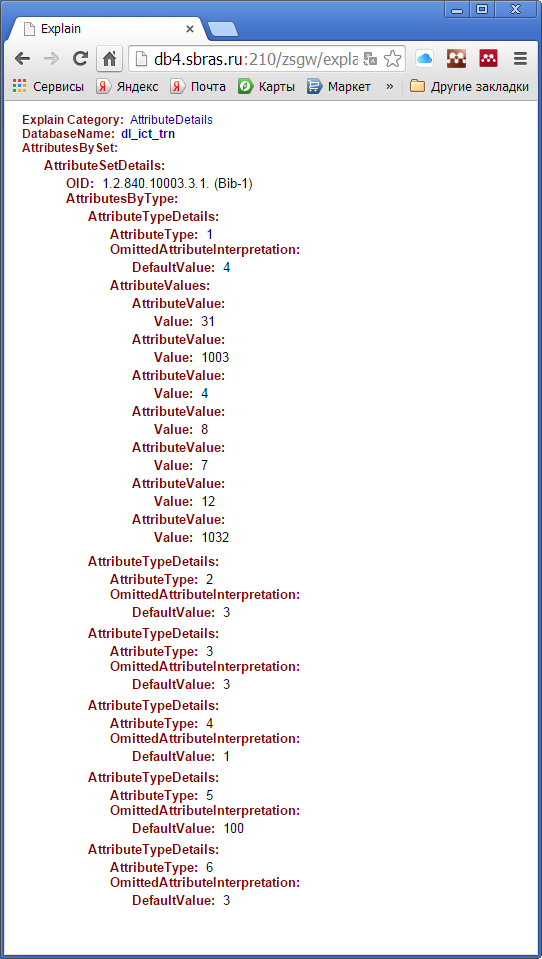 Explain
db4.sbras.ru:210/zsgw/expla
Сервисы Яндекс Почта Карты Маркет » Другие закладки
Explain Category: AttributeDetails
DatabaseName: dl_ict_trn
AttributesBySet:
AttributeSetDetails:
OID: 1.2.840.10003.3.1. (Bib-1)
AttributesByType:
AttributeTypeDetails:
AttributeType: 1
OmittedAttributeInterpretation:
DefaultValue: 4
AttributeValues:
AttributeValue:
Value: 31
AttributeValue:
Value: 1003
AttributeValue:
Value: 4
AttributeValue:
Value: 8
AttributeValue:
Value: 7
AttributeValue:
Value: 12
AttributeValue:
Value: 1032
AttributeTypeDetails:
AttributeType: 2
OmittedAttributeInterpretation:
DefaultValue: 3
AttributeTypeDetails:
AttributeType: 3
OmittedAttributeInterpretation:
DefaultValue: 3
AttributeTypeDetails:
AttributeType: 4
OmittedAttributeInterpretation:
DefaultValue: 1
AttributeTypeDetails:
AttributeType: 5
OmittedAttributeInterpretation:
DefaultValue: 100
AttributeTypeDetails:
AttributeType: 6
OmittedAttributeInterpretation:
DefaultValue: 3